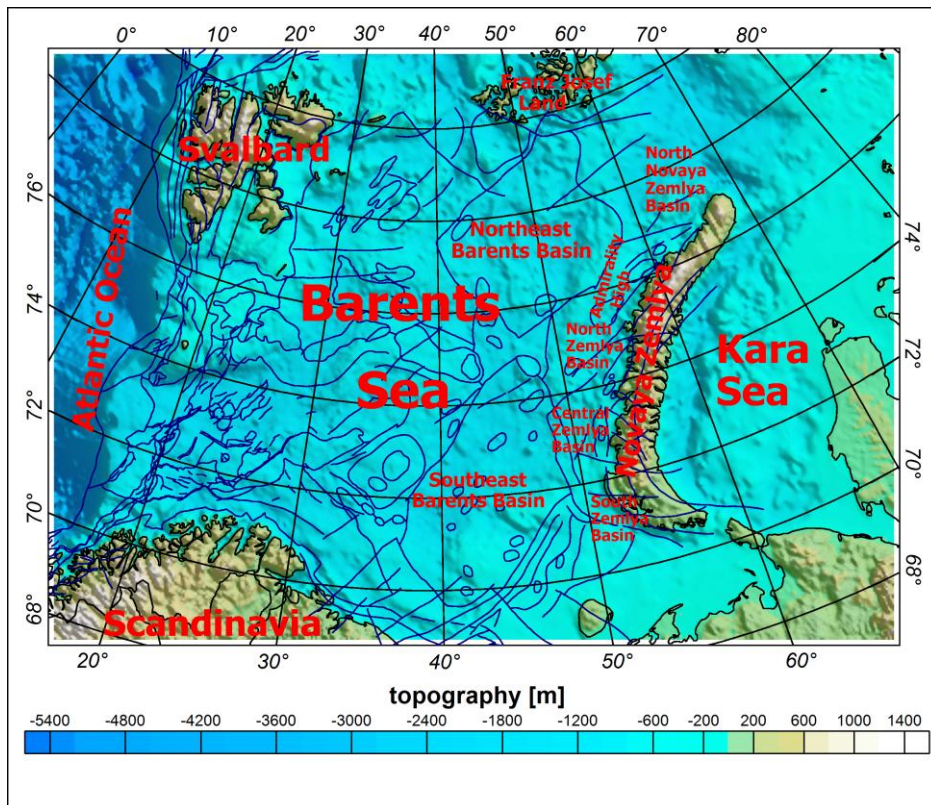 0° 10° 20° 30° 40° 50° 60° 70° 80°
Franz Josef
Land
Svalbard
North
Novaya
Zemlya
Basin
76°
Northeast
Barents Basin
74°
Admirality
High
Atlantic Ocean
Barents
Sea
74°
North
Zemlya
Basin
Novaya Zemlya
Kara
Sea
72°
72°
Central
Zemlya
Basin
70°
Southeast
Barents Basin
70°
South
Zemlya
Basin
68°
68°
Scandinavia
20° 30° 40° 50° 60°
topography [m]
-5400 -4800 -4200 -3600 -3000 -2400 -1800 -1200 -600 -200 200 600 1000 1400